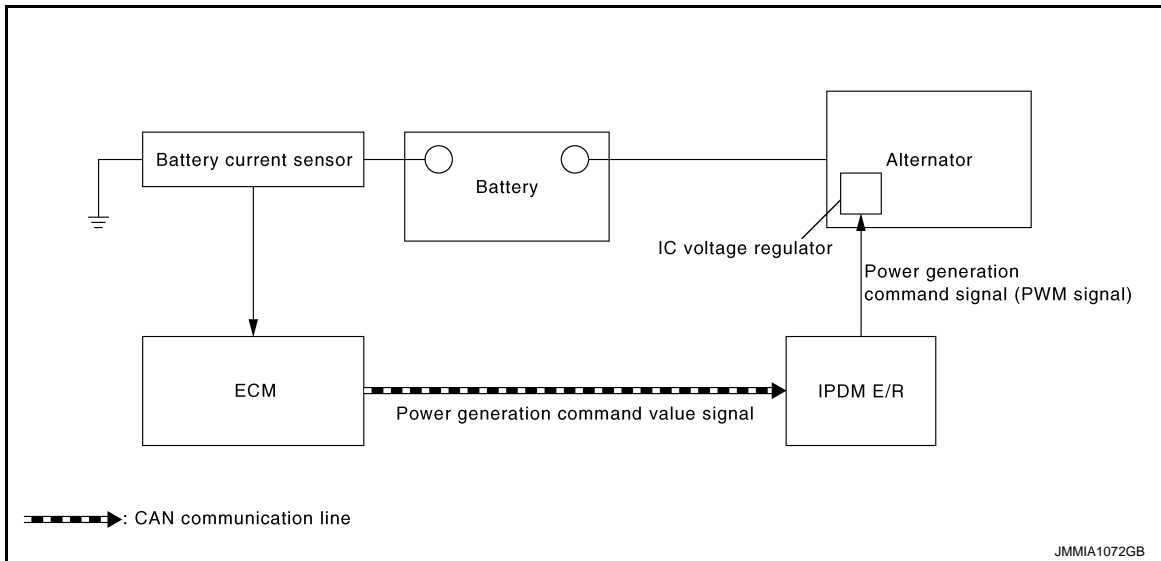 Battery current sensor
Battery
Alternator
IC voltage regulator
Power generation
command signal (PWM signal)
ECM
IPDM E/R
Power generation command value signal
: CAN communication line
JMMIA1072GB